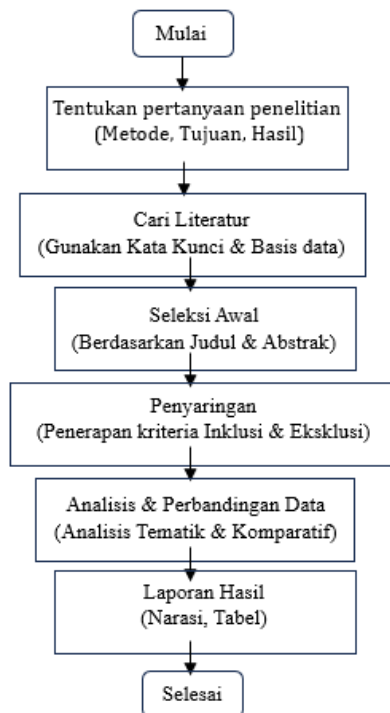 Mulai
Tentukan pertanyaan penelitian
(Metode, Tujuan, Hasil)
Cari Literatur
(Gunakan Kata Kunci & Basis data)
Seleksi Awal
(Berdasarkan Judul & Abstrak)
Penyaringan
(Penerapan kriteria Inklusi & Eksklusi)
Analisis & Perbandingan Data
(Analisis Tematik & Komparatif)
Laporan Hasil
(Narasi, Tabel)
Selesai